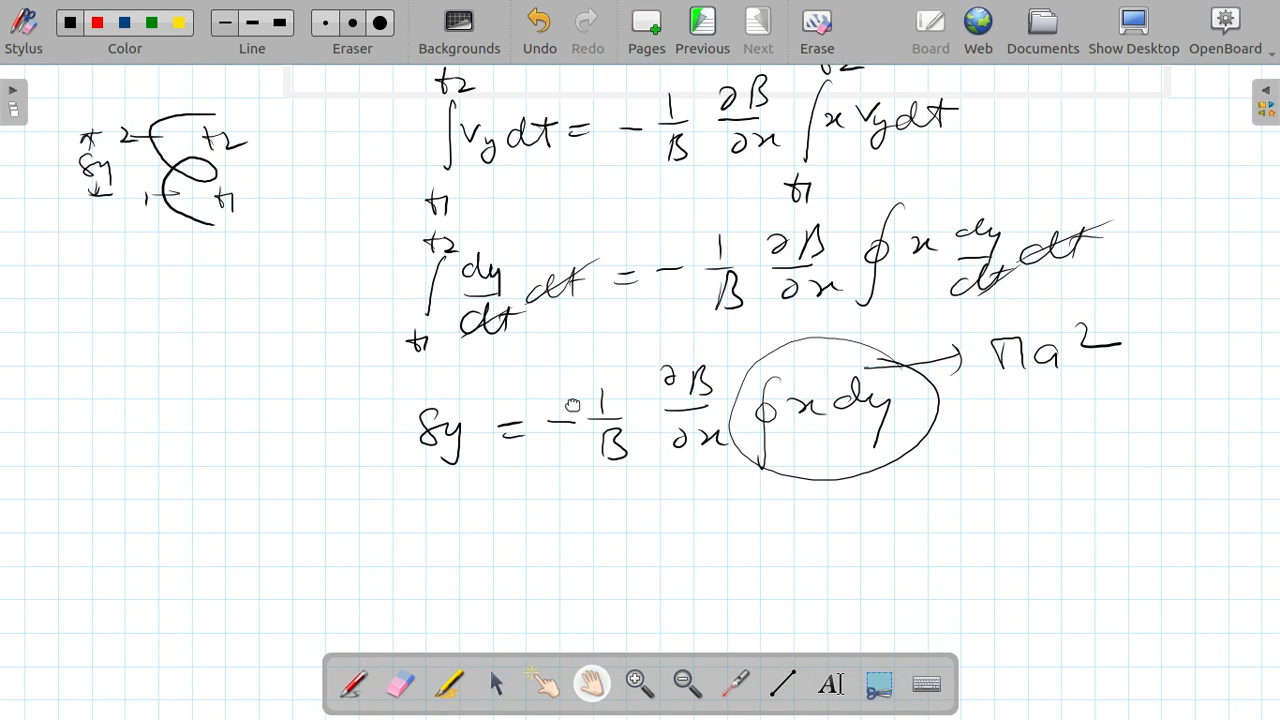 Stylus Color Line Eraser Backgrounds Undo Redo Pages Previous Next Erase Board Web Documents Show Desktop OpenBoard
t2 t2
∫ Vy dt = - 1/B ∂B/∂x ∫ x Vy dt
t1 t1
2 t2
δy
1 t1
t2
∫ dy/dt dt = - 1/B ∂B/∂x ∮ x dy/dt dt
t1
δy = - 1/B ∂B/∂x ∮ x dy → πa²